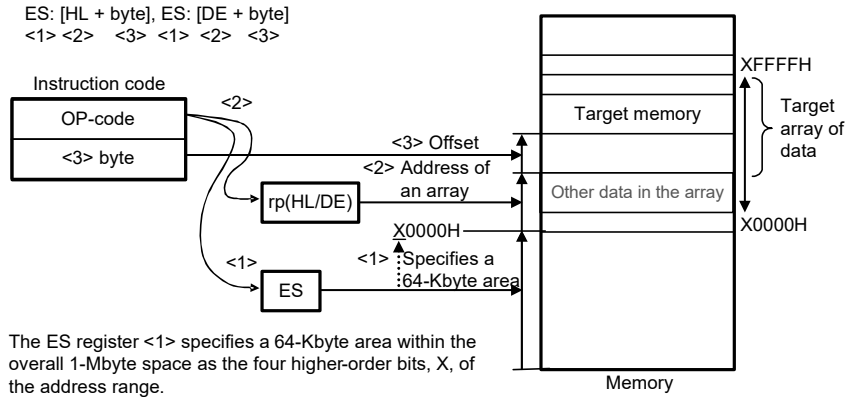 ES: [HL + byte], ES: [DE + byte]
<1> <2> <3> <1> <2> <3>
Instruction code
OP-code
<3> byte
<2>
<3> Offset
<2> Address of
an array
rp(HL/DE)
X0000H
<1>
<1> Specifies a
64-Kbyte area
ES
XFFFFH
Target memory
Target
array of
data
Other data in the array
X0000H
Memory
The ES register <1> specifies a 64-Kbyte area within the
overall 1-Mbyte space as the four higher-order bits, X, of
the address range.